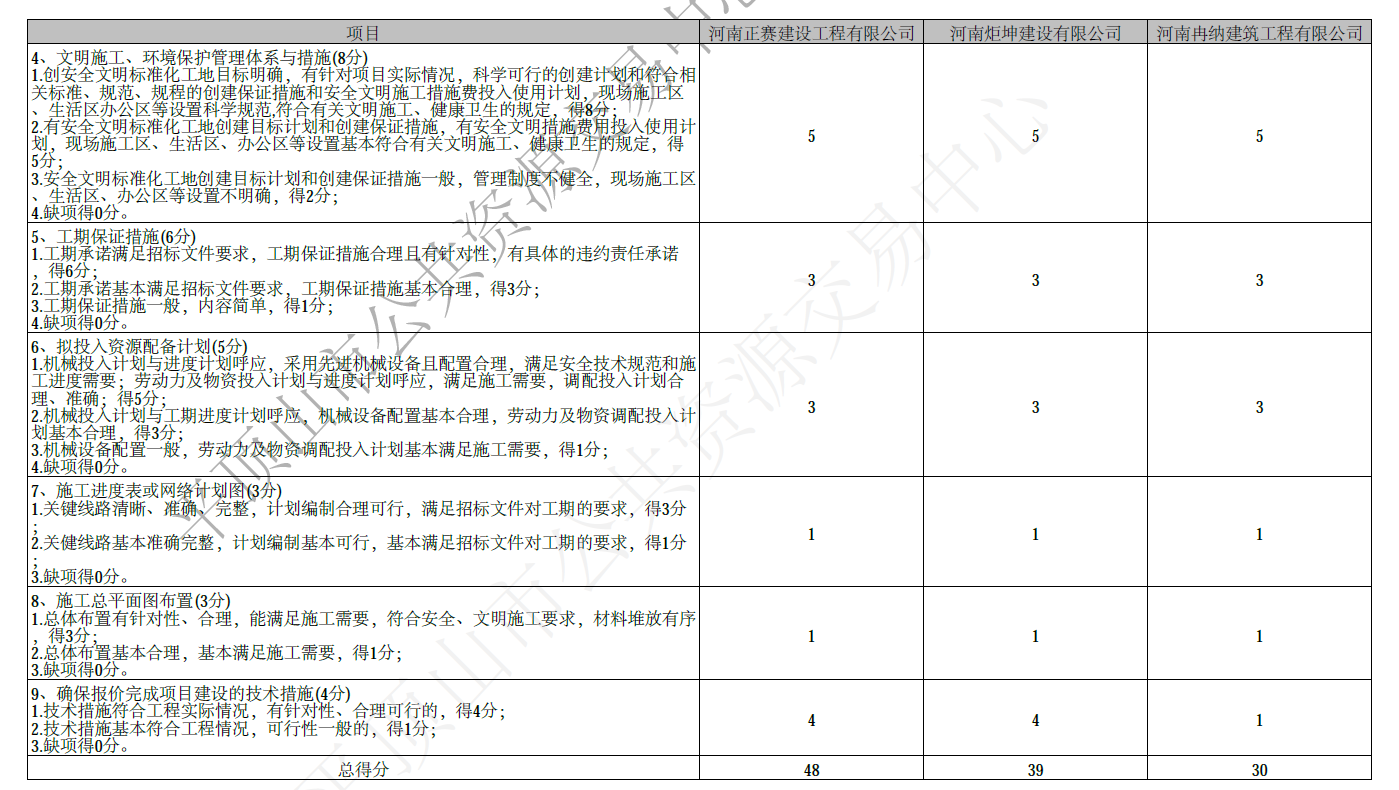 项目 河南正赛建设工程有限公司 河南炬坤建设有限公司 河南冉纳建筑工程有限公司
4、文明施工、环境保护管理体系与措施(8分)
1.创安全文明标准化工地目标明确，有针对项目实际情况，科学可行的创建计划和符合相
关标准、规范、规程的创建保证措施和安全文明施工措施费投入使用计划，现场施工区
、生活区办公区等设置科学规范,符合有关文明施工、健康卫生的规定，得8分；
2.有安全文明标准化工地创建目标计划和创建保证措施，有安全文明措施费用投入使用计
划，现场施工区、生活区、办公区等设置基本符合有关文明施工、健康卫生的规定，得
5分；
3.安全文明标准化工地创建目标计划和创建保证措施一般，管理制度不健全，现场施工区
、生活区、办公区等设置不明确，得2分；
4.缺项得0分。
5 5 5
5、工期保证措施(6分)
1.工期承诺满足招标文件要求，工期保证措施合理且有针对性，有具体的违约责任承诺
，得6分；
2.工期承诺基本满足招标文件要求，工期保证措施基本合理，得3分；
3.工期保证措施一般，内容简单，得1分；
4.缺项得0分。
3 3 3
6、拟投入资源配备计划(5分)
1.机械投入计划与进度计划呼应，采用先进机械设备且配置合理，满足安全技术规范和施
工进度需要；劳动力及物资投入计划与进度计划呼应，满足施工需要，调配投入计划合
理、准确；得5分；
2.机械投入计划与工期进度计划呼应，机械设备配置基本合理，劳动力及物资调配投入计
划基本合理，得3分；
3.机械设备配置一般，劳动力及物资调配投入计划基本满足施工需要，得1分；
4.缺项得0分。
3 3 3
7、施工进度表或网络计划图(3分)
1.关键线路清晰、准确、完整，计划编制合理可行，满足招标文件对工期的要求，得3分
；
2.关健线路基本准确完整，计划编制基本可行，基本满足招标文件对工期的要求，得1分
；
3.缺项得0分。
1 1 1
8、施工总平面图布置(3分)
1.总体布置有针对性、合理，能满足施工需要，符合安全、文明施工要求，材料堆放有序
，得3分；
2.总体布置基本合理，基本满足施工需要，得1分；
3.缺项得0分。
1 1 1
9、确保报价完成项目建设的技术措施(4分)
1.技术措施符合工程实际情况，有针对性、合理可行的，得4分；
2.技术措施基本符合工程情况，可行性一般的，得1分；
3.缺项得0分。
4 4 1
总得分 48 39 30
平顶山市公共资源交易中心
平顶山市公共资源交易中心